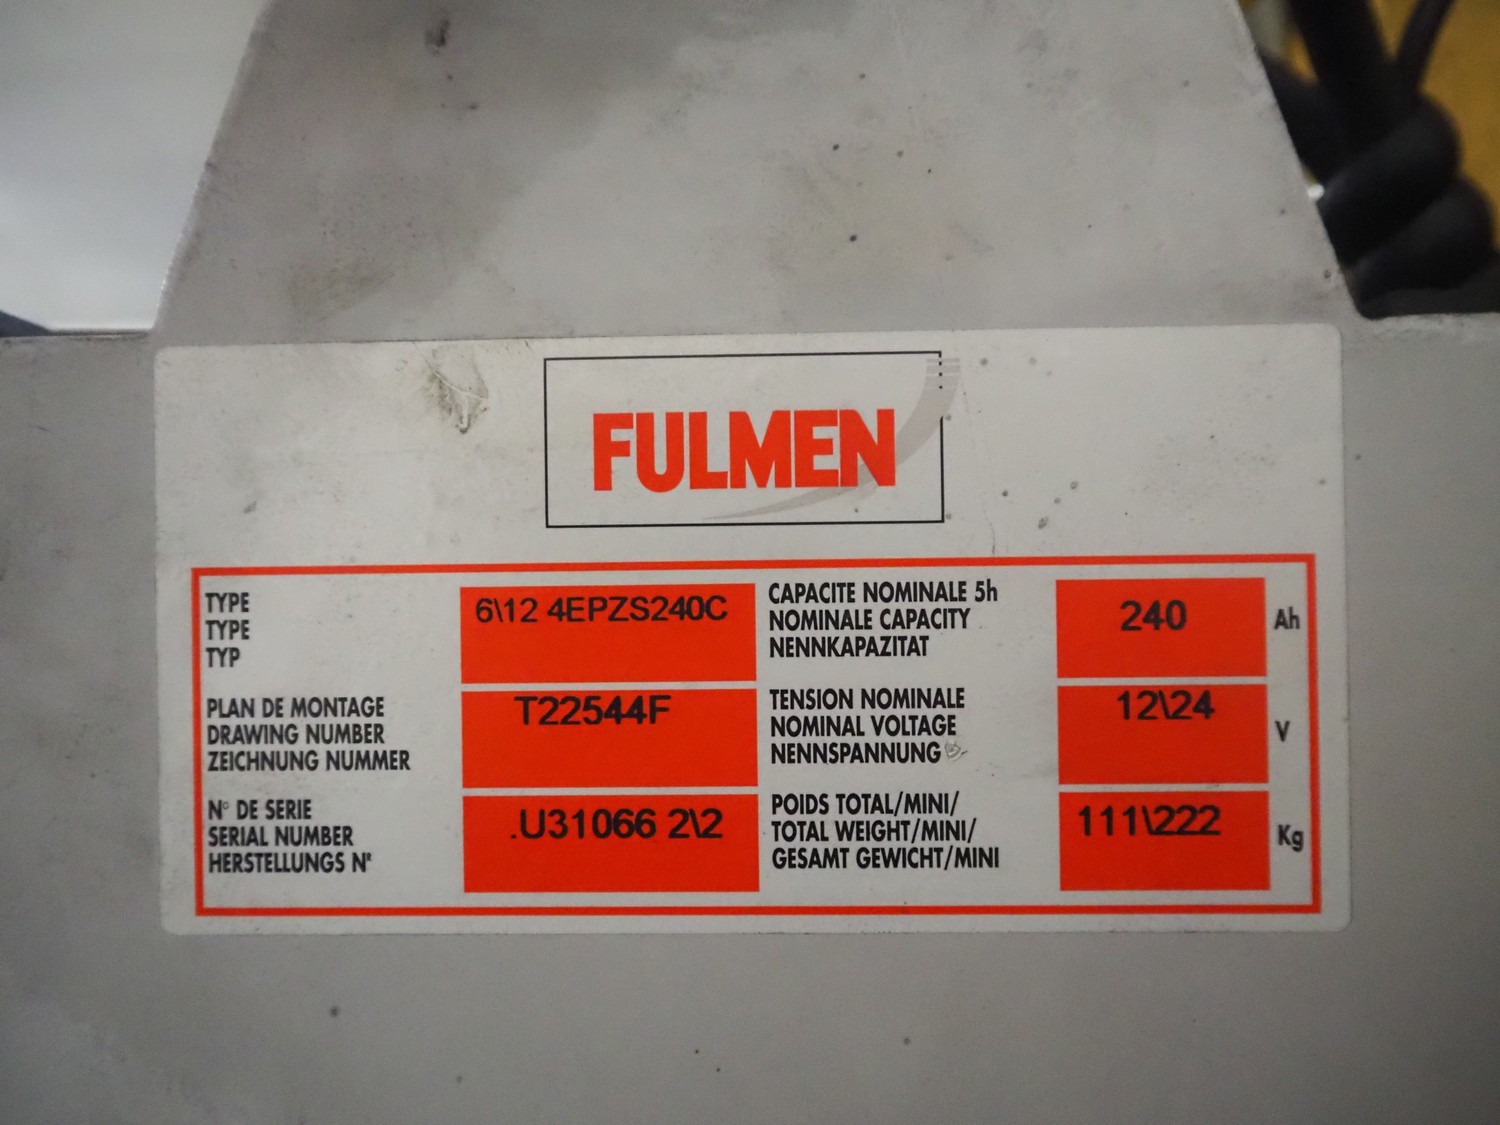 FULMEN
TYPE
TYPE
TYP
6\12 4EPZS240C
CAPACITE NOMINALE 5h
NOMINALE CAPACITY
NENNKAPAZITAT
240
Ah
PLAN DE MONTAGE
DRAWING NUMBER
ZEICHNUNG NUMMER
T22544F
TENSION NOMINALE
NOMINAL VOLTAGE
NENNSPANNUNG
12\24
V
N° DE SERIE
SERIAL NUMBER
HERSTELLUNGS N°
.U31066 2\2
POIDS TOTAL/MINI/
TOTAL WEIGHT/MINI/
GESAMT GEWICHT/MINI
111\222
Kg